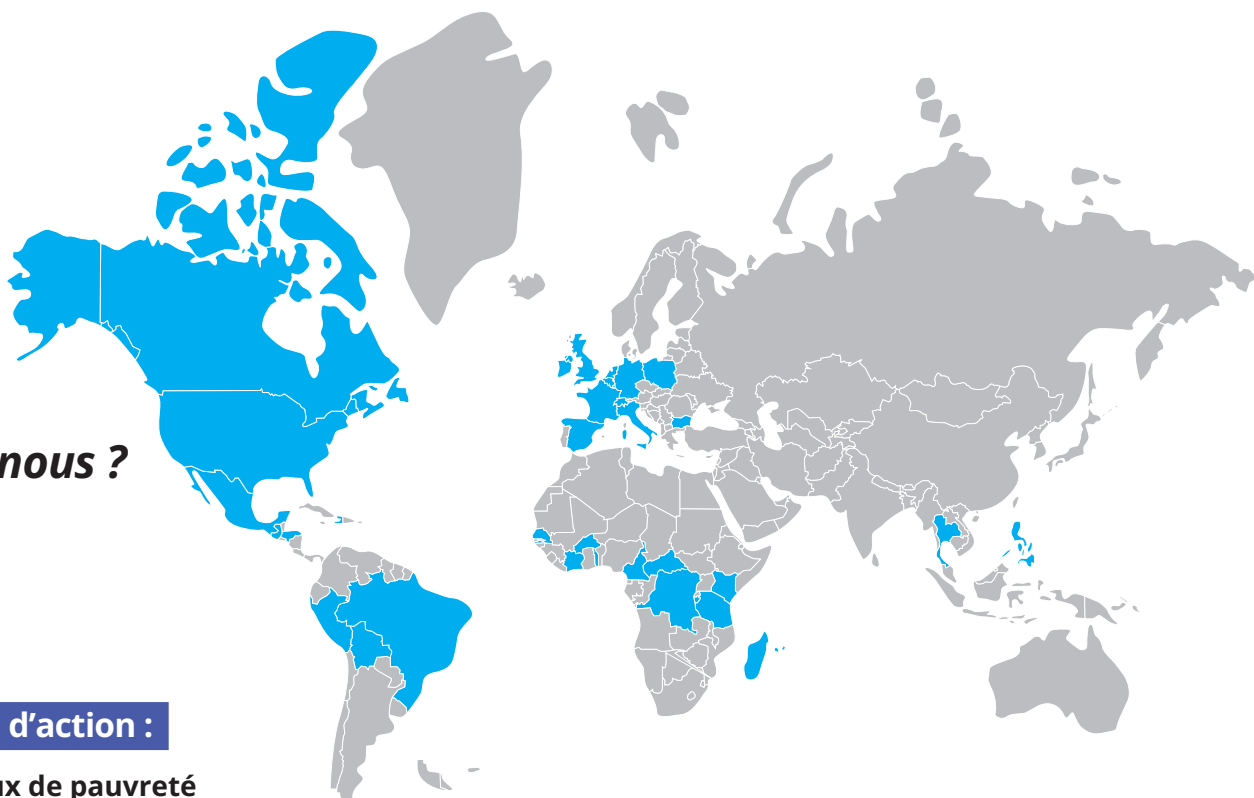 nous ?
d’action :
ux de pauvreté